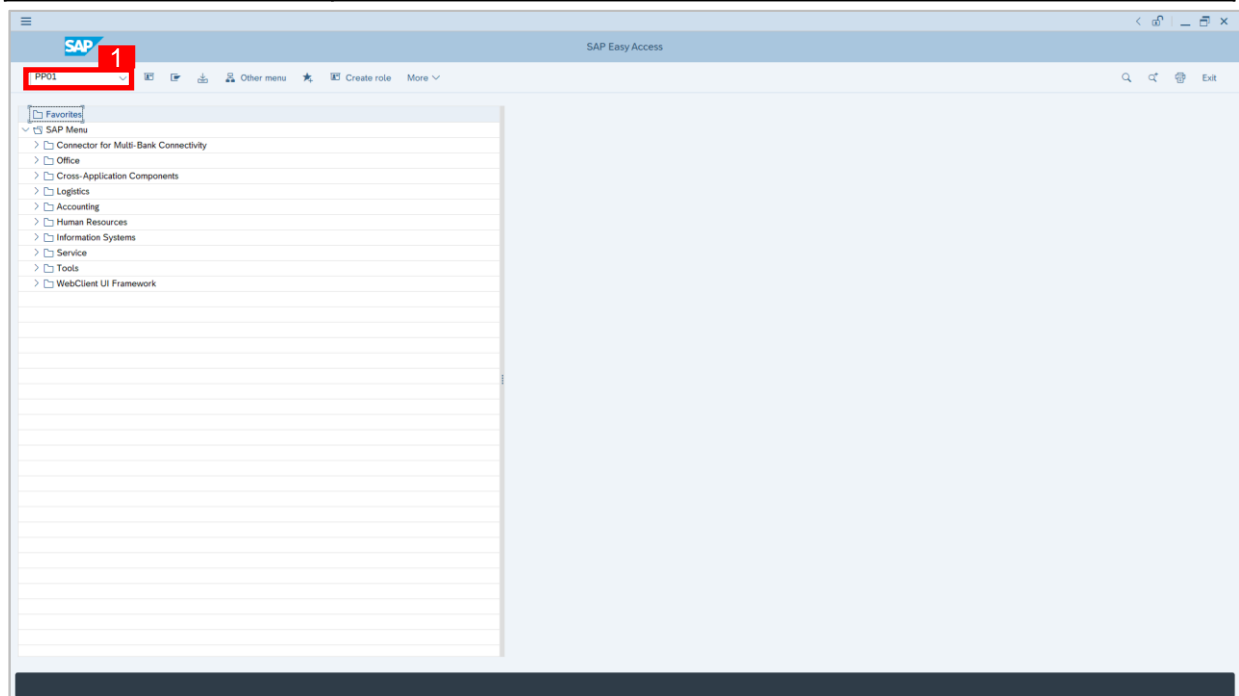 SAP
SAP Easy Access
1
PP01
Other menu
Create role
More
Exit
Favorites
SAP Menu
Connector for Multi-Bank Connectivity
Office
Cross-Application Components
Logistics
Accounting
Human Resources
Information Systems
Service
Tools
WebClient UI Framework